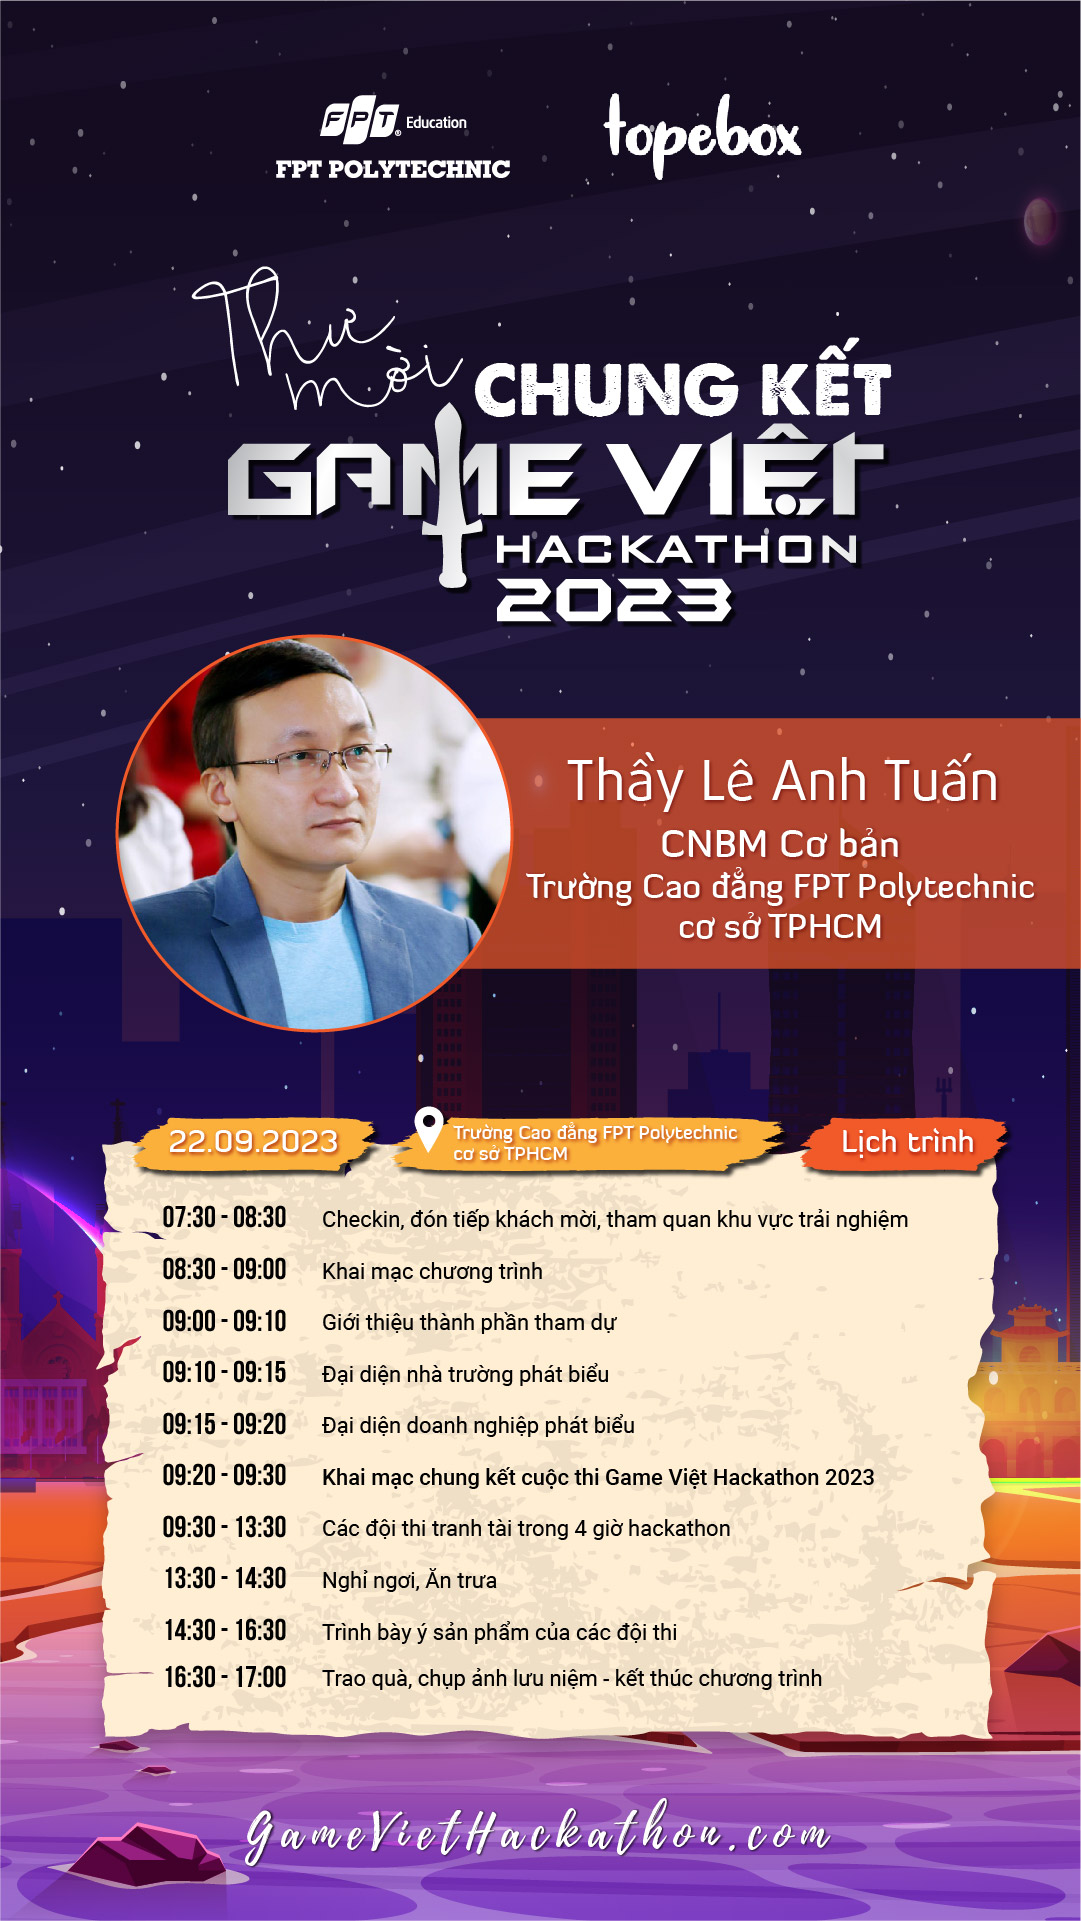 FPT Education
FPT POLYTECHNIC
topebox
Thư mời
CHUNG KẾT
GAME VIỆT
HACKATHON
2023
Thầy Lê Anh Tuấn
CNBM Cơ bản
Trường Cao đẳng FPT Polytechnic
cơ sở TPHCM
22.09.2023
Trường Cao đẳng FPT Polytechnic
cơ sở TPHCM
Lịch trình
07:30 - 08:30 Checkin, đón tiếp khách mời, tham quan khu vực trải nghiệm
08:30 - 09:00 Khai mạc chương trình
09:00 - 09:10 Giới thiệu thành phần tham dự
09:10 - 09:15 Đại diện nhà trường phát biểu
09:15 - 09:20 Đại diện doanh nghiệp phát biểu
09:20 - 09:30 Khai mạc chung kết cuộc thi Game Việt Hackathon 2023
09:30 - 13:30 Các đội thi tranh tài trong 4 giờ hackathon
13:30 - 14:30 Nghỉ ngơi, Ăn trưa
14:30 - 16:30 Trình bày ý sản phẩm của các đội thi
16:30 - 17:00 Trao quà, chụp ảnh lưu niệm - kết thúc chương trình
GameVietHackathon.com